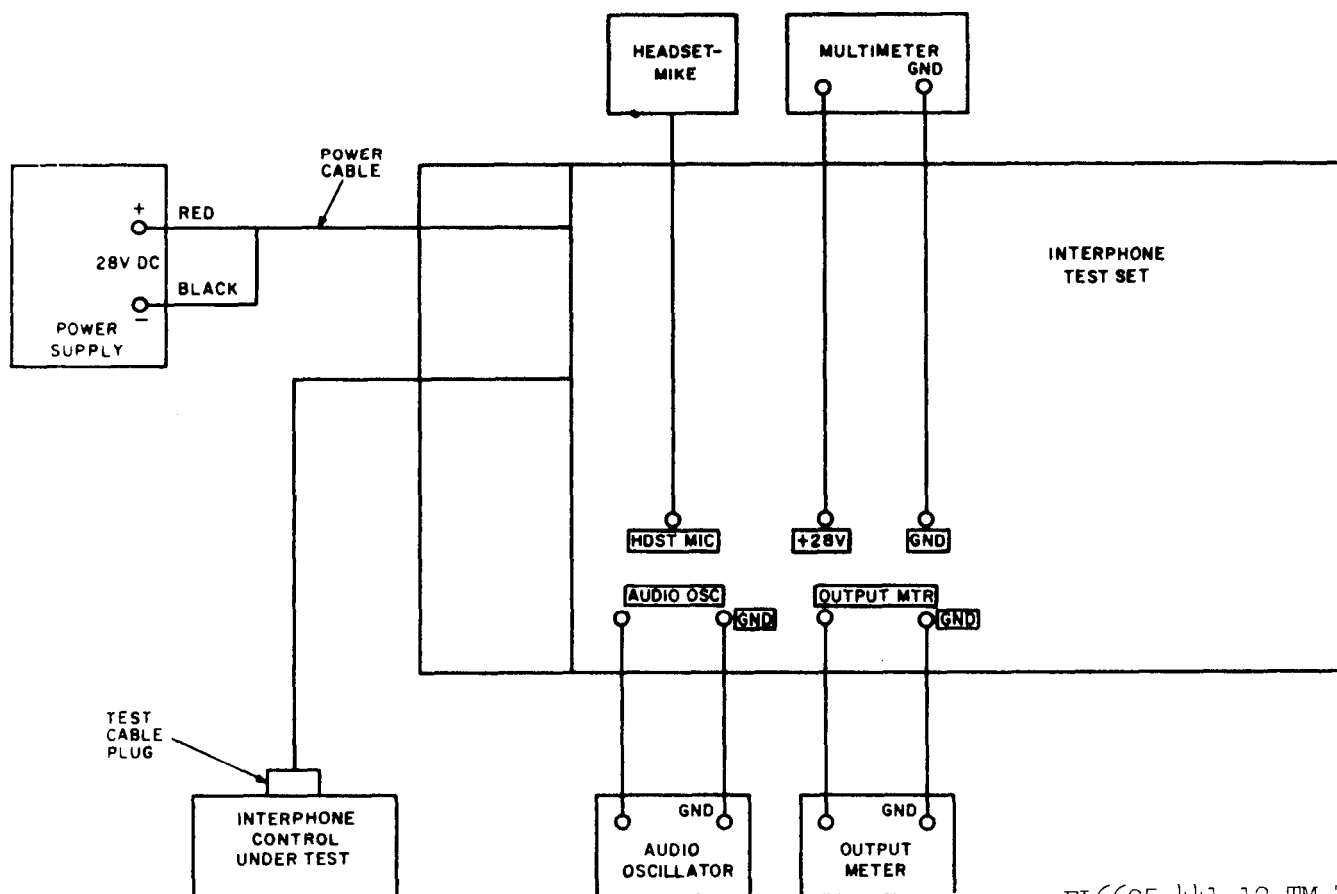 HEADSET-
MIKE
MULTIMETER
GND
POWER
CABLE
+
RED
28V DC
BLACK
−
POWER
SUPPLY
INTERPHONE
TEST SET
HDST MIC
+28V
GND
AUDIO OSC
GND
OUTPUT MTR
GND
TEST
CABLE
PLUG
INTERPHONE
CONTROL
UNDER TEST
GND
AUDIO
OSCILLATOR
GND
OUTPUT
METER